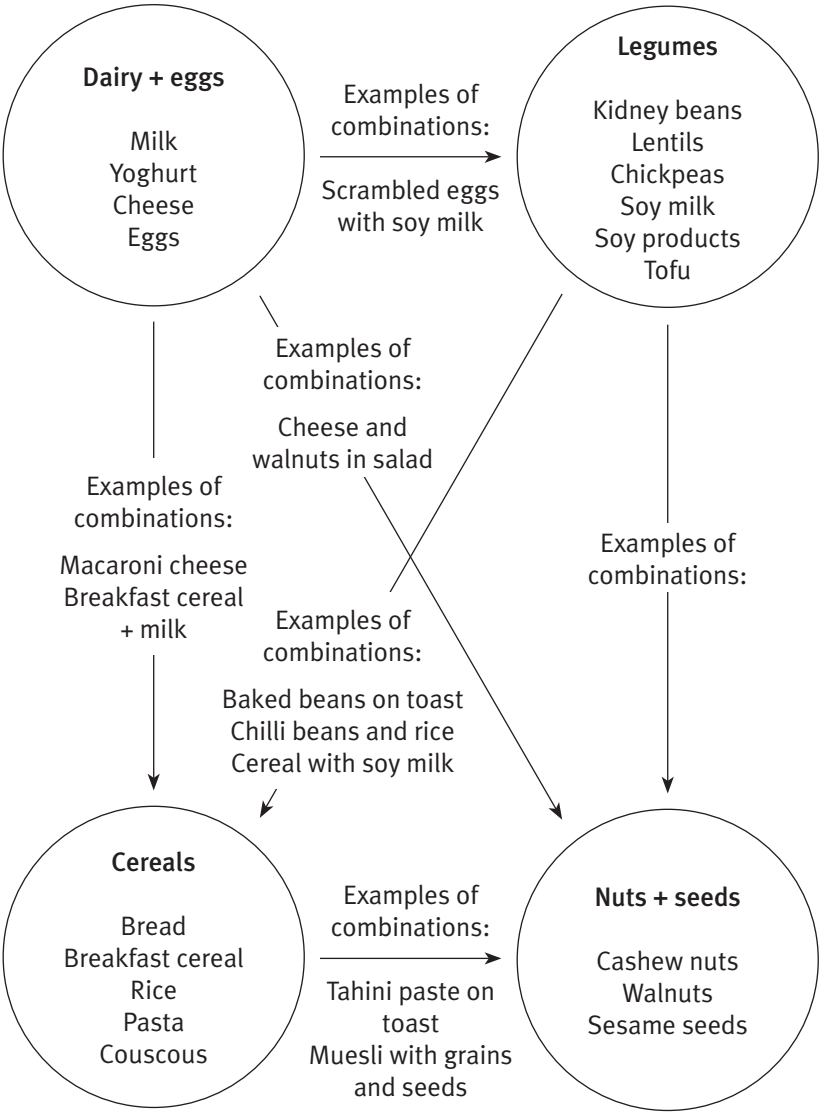 Dairy + eggs
Milk
Yoghurt
Cheese
Eggs
Examples of
combinations:
Scrambled eggs
with soy milk
Legumes
Kidney beans
Lentils
Chickpeas
Soy milk
Soy products
Tofu
Examples of
combinations:
Cheese and
walnuts in salad
Examples of
combinations:
Macaroni cheese
Breakfast cereal
+ milk
Examples of
combinations:
Examples of
combinations:
Baked beans on toast
Chilli beans and rice
Cereal with soy milk
Cereals
Bread
Breakfast cereal
Rice
Pasta
Couscous
Examples of
combinations:
Tahini paste on
toast
Muesli with grains
and seeds
Nuts + seeds
Cashew nuts
Walnuts
Sesame seeds